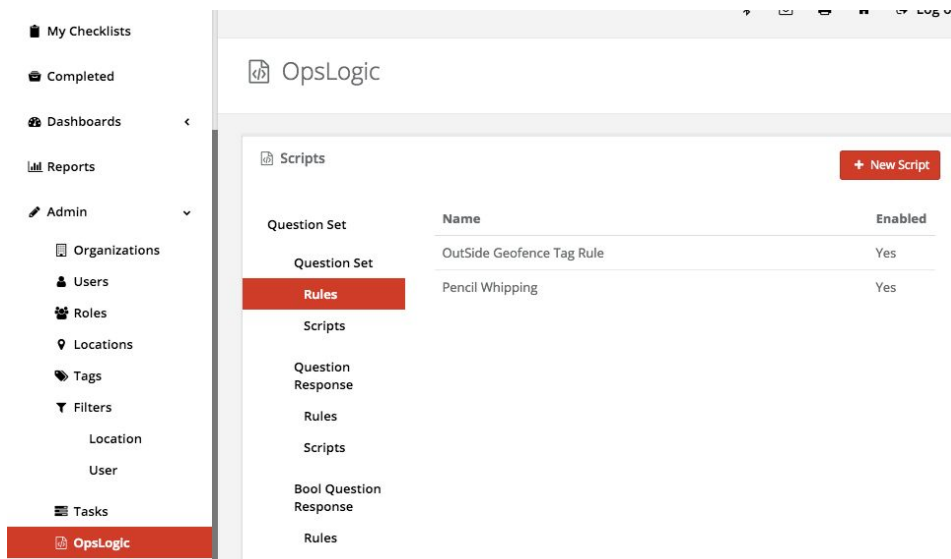 Log o
My Checklists
Completed
Dashboards
Reports
Admin
Organizations
Users
Roles
Locations
Tags
Filters
Location
User
Tasks
OpsLogic
OpsLogic
Scripts
+ New Script
Question Set
Question Set
Rules
Scripts
Question
Response
Rules
Scripts
Bool Question
Response
Rules
Name Enabled
OutSide Geofence Tag Rule Yes
Pencil Whipping Yes